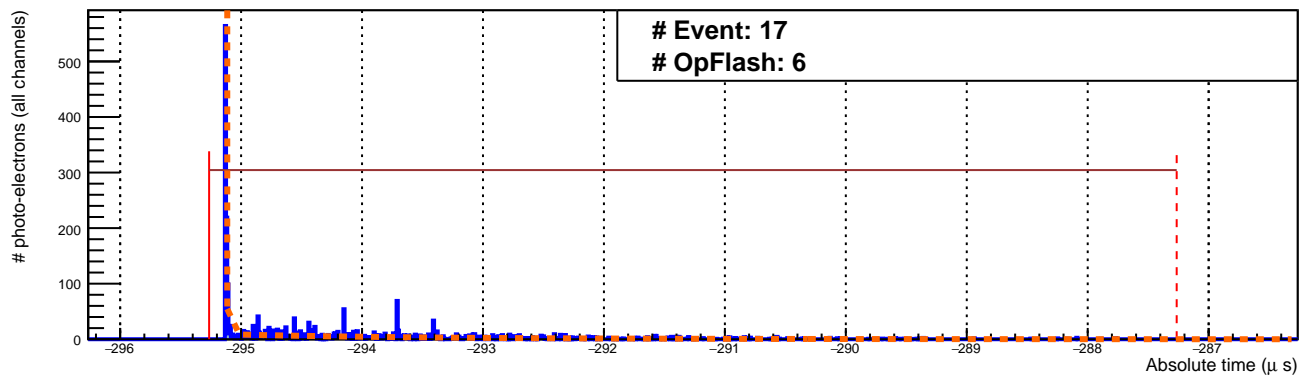 # Event: 17
# OpFlash: 6
# photo-electrons (all channels)
500
400
300
200
100
0
−296 −295 −294 −293 −292 −291 −290 −289 −288 −287
Absolute time (μ s)